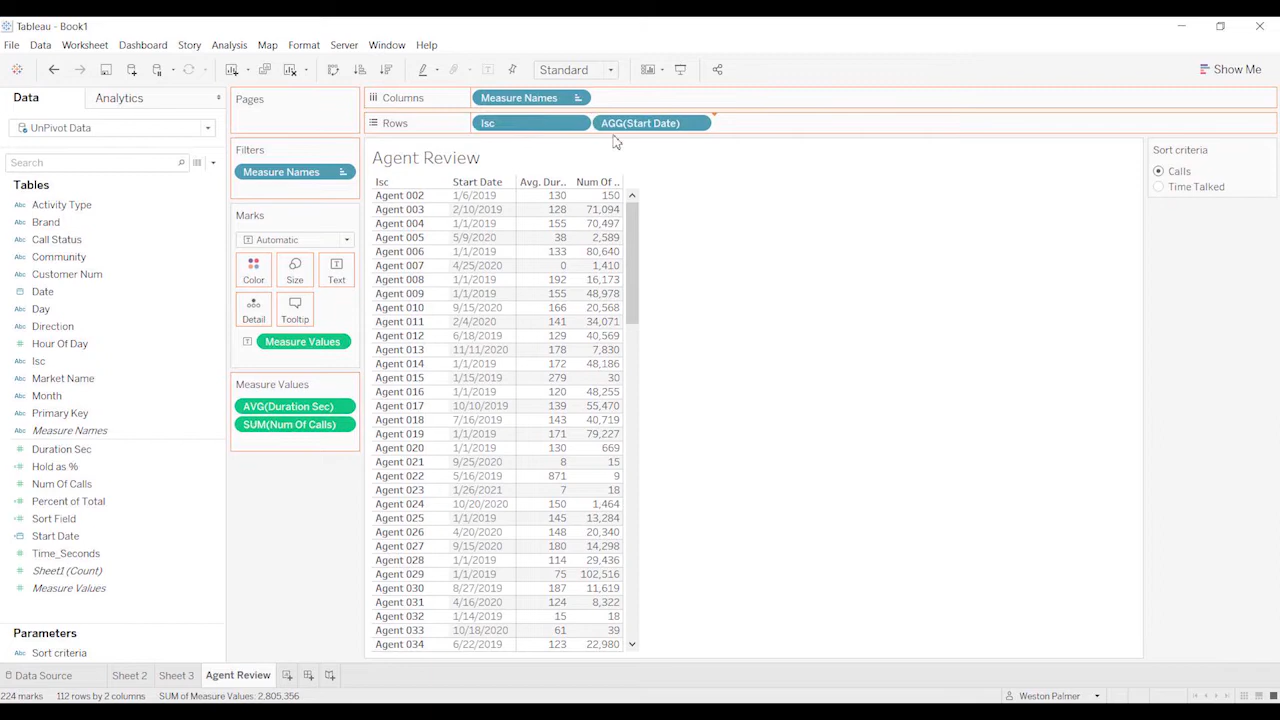 Tableau - Book1
File Data Worksheet Dashboard Story Analysis Map Format Server Window Help
Standard
Show Me
Data Analytics
Pages
Columns Measure Names
Rows Isc AGG(Start Date)
UnPivot Data
Search
Filters
Measure Names
Agent Review
Sort criteria
Calls
Time Talked
Tables
Abc Activity Type
Abc Brand
Abc Call Status
Abc Community
Abc Customer Num
Date
Abc Day
Abc Direction
Abc Hour Of Day
Abc Isc
Abc Market Name
Abc Month
Abc Primary Key
Abc Measure Names
# Duration Sec
Hold as %
# Num Of Calls
Percent of Total
Sort Field
Start Date
# Time_Seconds
Sheet1 (Count)
# Measure Values
Parameters
Sort criteria
Marks
Automatic
Color Size Text
Detail Tooltip
Measure Values
Measure Values
AVG(Duration Sec)
SUM(Num Of Calls)
Isc Start Date Avg. Dur.. Num Of ..
Agent 002 1/6/2019 130 150
Agent 003 2/10/2019 128 71,094
Agent 004 1/1/2019 155 70,497
Agent 005 5/9/2020 38 2,589
Agent 006 1/1/2019 133 80,640
Agent 007 4/25/2020 0 1,410
Agent 008 1/1/2019 192 16,173
Agent 009 1/1/2019 155 48,978
Agent 010 9/15/2020 166 20,568
Agent 011 2/4/2020 141 34,071
Agent 012 6/18/2019 129 40,569
Agent 013 11/11/2020 178 7,830
Agent 014 1/1/2019 172 48,186
Agent 015 1/15/2019 279 30
Agent 016 1/1/2019 120 48,255
Agent 017 10/10/2019 139 55,470
Agent 018 7/16/2019 143 40,719
Agent 019 1/1/2019 171 79,227
Agent 020 1/1/2019 130 669
Agent 021 9/25/2020 8 15
Agent 022 5/16/2019 871 9
Agent 023 1/26/2021 7 18
Agent 024 10/20/2020 150 1,464
Agent 025 1/1/2019 145 13,284
Agent 026 4/20/2020 148 20,340
Agent 027 9/15/2020 180 14,298
Agent 028 1/1/2019 114 29,436
Agent 029 1/1/2019 75 102,516
Agent 030 8/27/2019 187 11,619
Agent 031 4/16/2020 124 8,322
Agent 032 1/14/2019 15 18
Agent 033 10/18/2020 61 39
Agent 034 6/22/2019 123 22,980
Data Source Sheet 2 Sheet 3 Agent Review
224 marks 112 rows by 2 columns SUM of Measure Values: 2,805,356
Weston Palmer